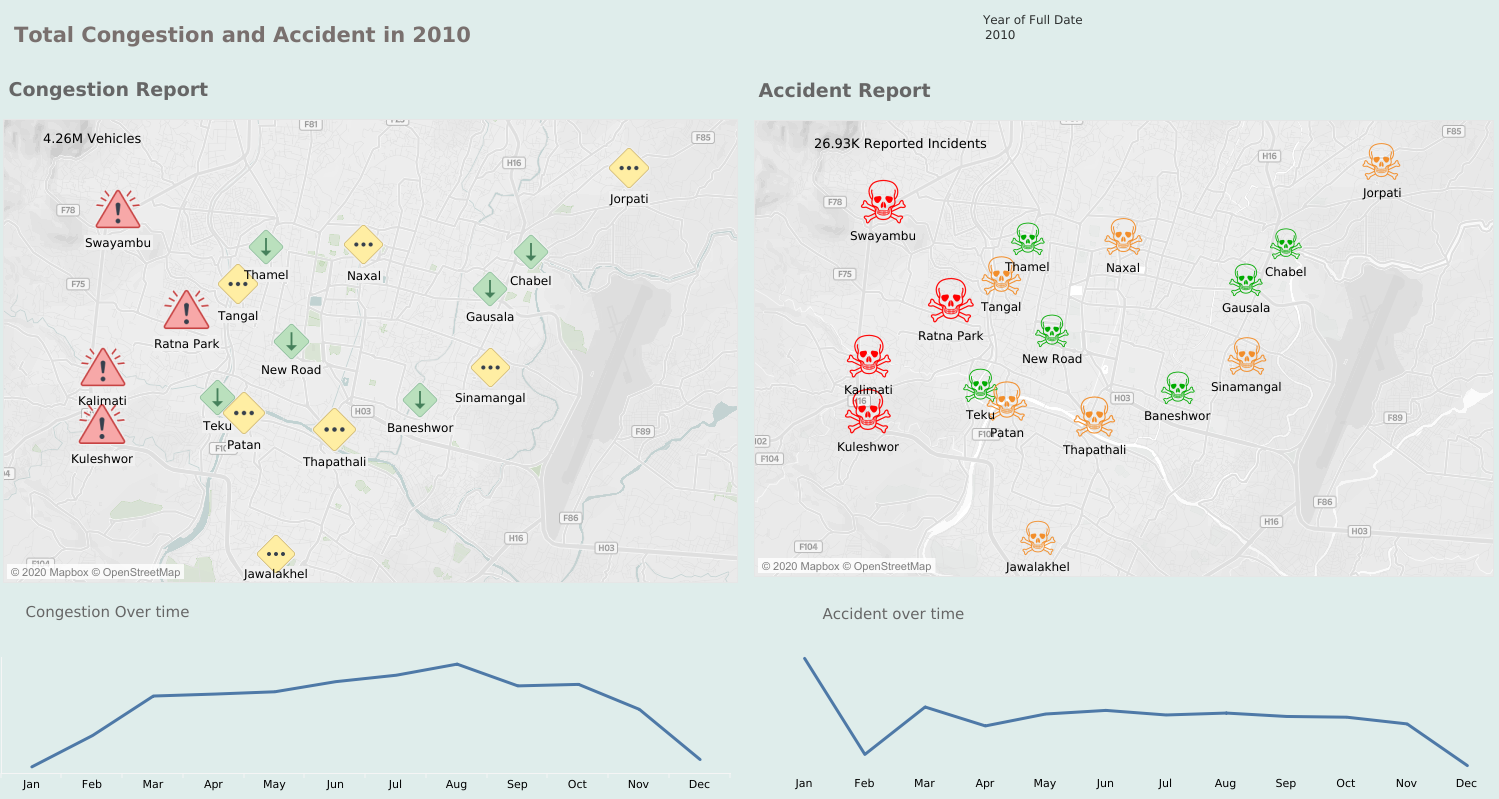 Total Congestion and Accident in 2010
Year of Full Date
2010
Congestion Report
4.26M Vehicles
F81
F85
H16
Jorpati
F78
Swayambu
Thamel
Naxal
Chabel
F75
Tangal
Gausala
Ratna Park
New Road
Kalimati
Sinamangal
H03
Teku
Baneshwor
Patan
F89
Kuleshwor
Thapathali
F86
H16
H03
F104
Jawalakhel
© 2020 Mapbox © OpenStreetMap
Accident Report
26.93K Reported Incidents
F85
H16
Jorpati
F78
Swayambu
Thamel
Naxal
Chabel
F75
Tangal
Gausala
Ratna Park
New Road
Kalimati
Sinamangal
H03
Teku
Baneshwor
Patan
F89
Kuleshwor
Thapathali
F104
F86
H16
H03
F104
Jawalakhel
© 2020 Mapbox © OpenStreetMap
Congestion Over time
Jan Feb Mar Apr May Jun Jul Aug Sep Oct Nov Dec
Accident over time
Jan Feb Mar Apr May Jun Jul Aug Sep Oct Nov Dec